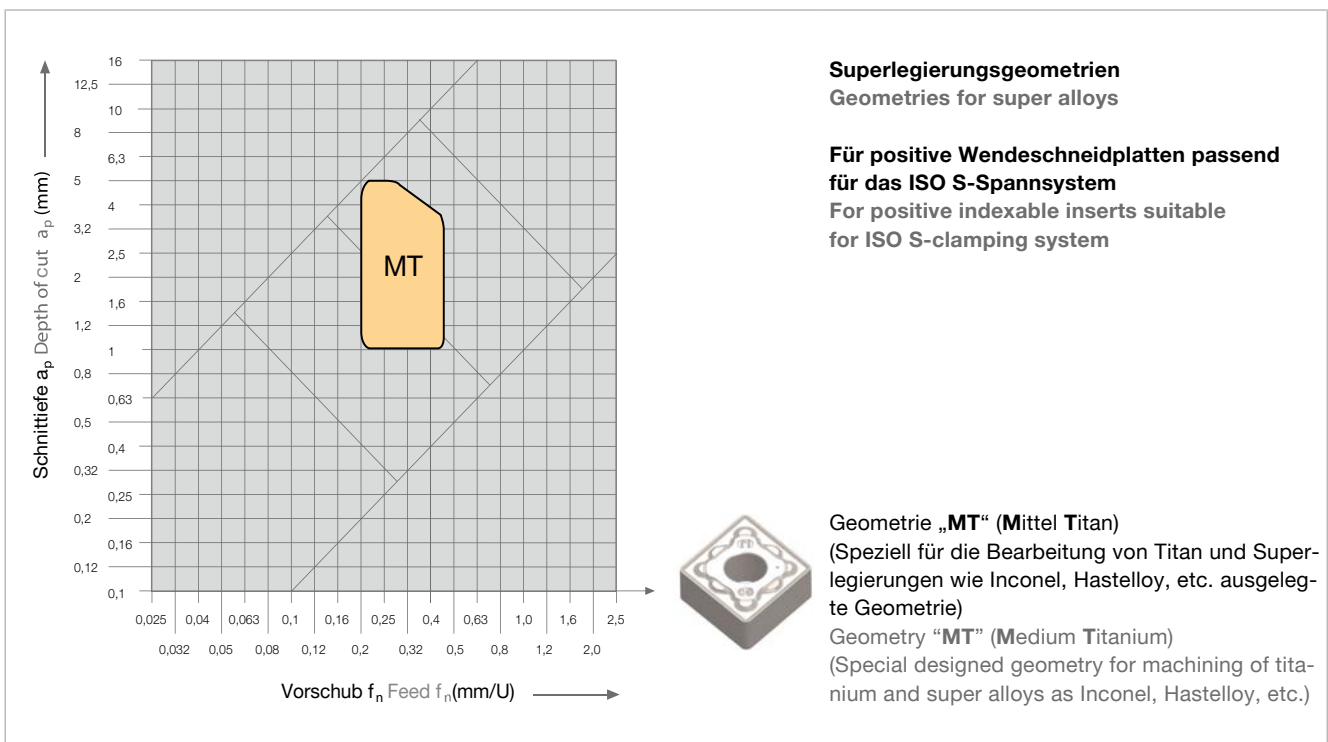 16
12,5
10
8
6,3
5
4
3,2
2,5
2
1,6
1,2
1
0,8
0,63
0,5
0,4
0,32
0,25
0,2
0,16
0,12
0,1
Schnittiefe ap Depth of cut ap (mm)
MT
0,025 0,04 0,063 0,1 0,16 0,25 0,4 0,63 1,0 1,6 2,5
0,032 0,05 0,08 0,12 0,2 0,32 0,5 0,8 1,2 2,0
Vorschub fn Feed fn(mm/U)
Superlegierungsgeometrien
Geometries for super alloys
Für positive Wendeschneidplatten passend
für das ISO S-Spannsystem
For positive indexable inserts suitable
for ISO S-clamping system
Geometrie „MT“ (Mittel Titan)
(Speziell für die Bearbeitung von Titan und Super-
legierungen wie Inconel, Hastelloy, etc. ausgeleg-
te Geometrie)
Geometry “MT” (Medium Titanium)
(Special designed geometry for machining of tita-
nium and super alloys as Inconel, Hastelloy, etc.)